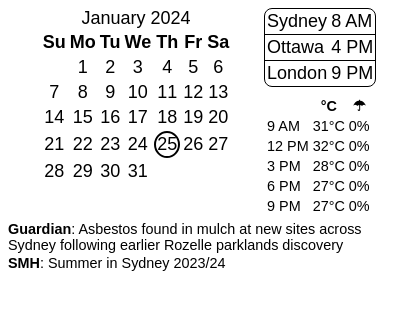 January 2024
Su Mo Tu We Th Fr Sa
1 2 3 4 5 6
7 8 9 10 11 12 13
14 15 16 17 18 19 20
21 22 23 24 25 26 27
28 29 30 31
Sydney 8 AM
Ottawa 4 PM
London 9 PM
°C ☂
9 AM 31°C 0%
12 PM 32°C 0%
3 PM 28°C 0%
6 PM 27°C 0%
9 PM 27°C 0%
Guardian: Asbestos found in mulch at new sites across
Sydney following earlier Rozelle parklands discovery
SMH: Summer in Sydney 2023/24